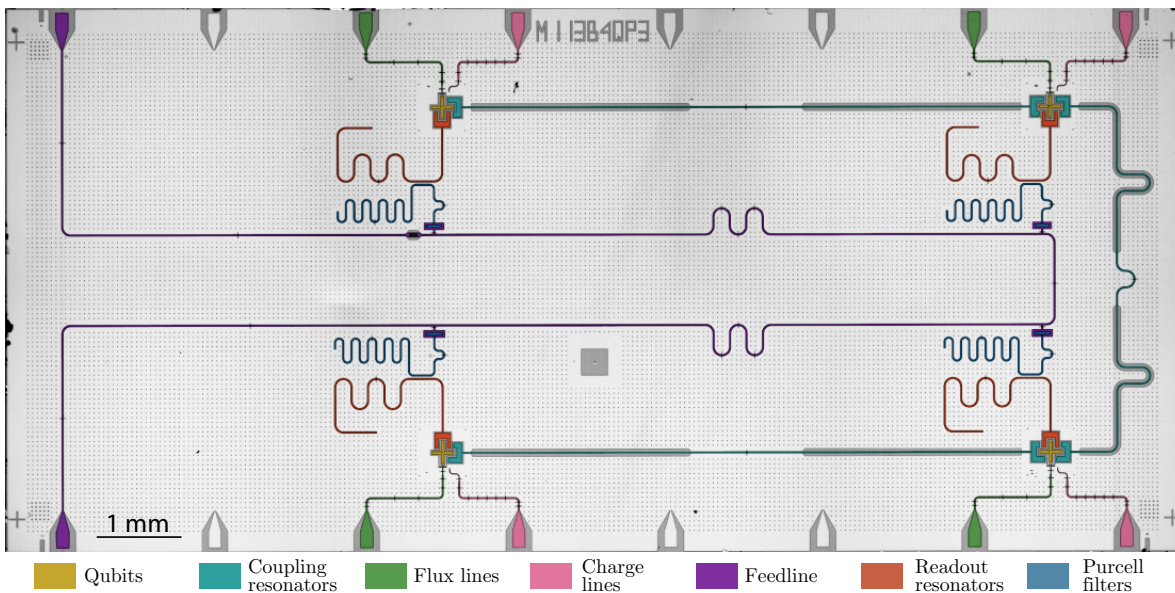 M113B4QP3
1 mm
Qubits
Coupling
resonators
Flux lines
Charge
lines
Feedline
Readout
resonators
Purcell
filters